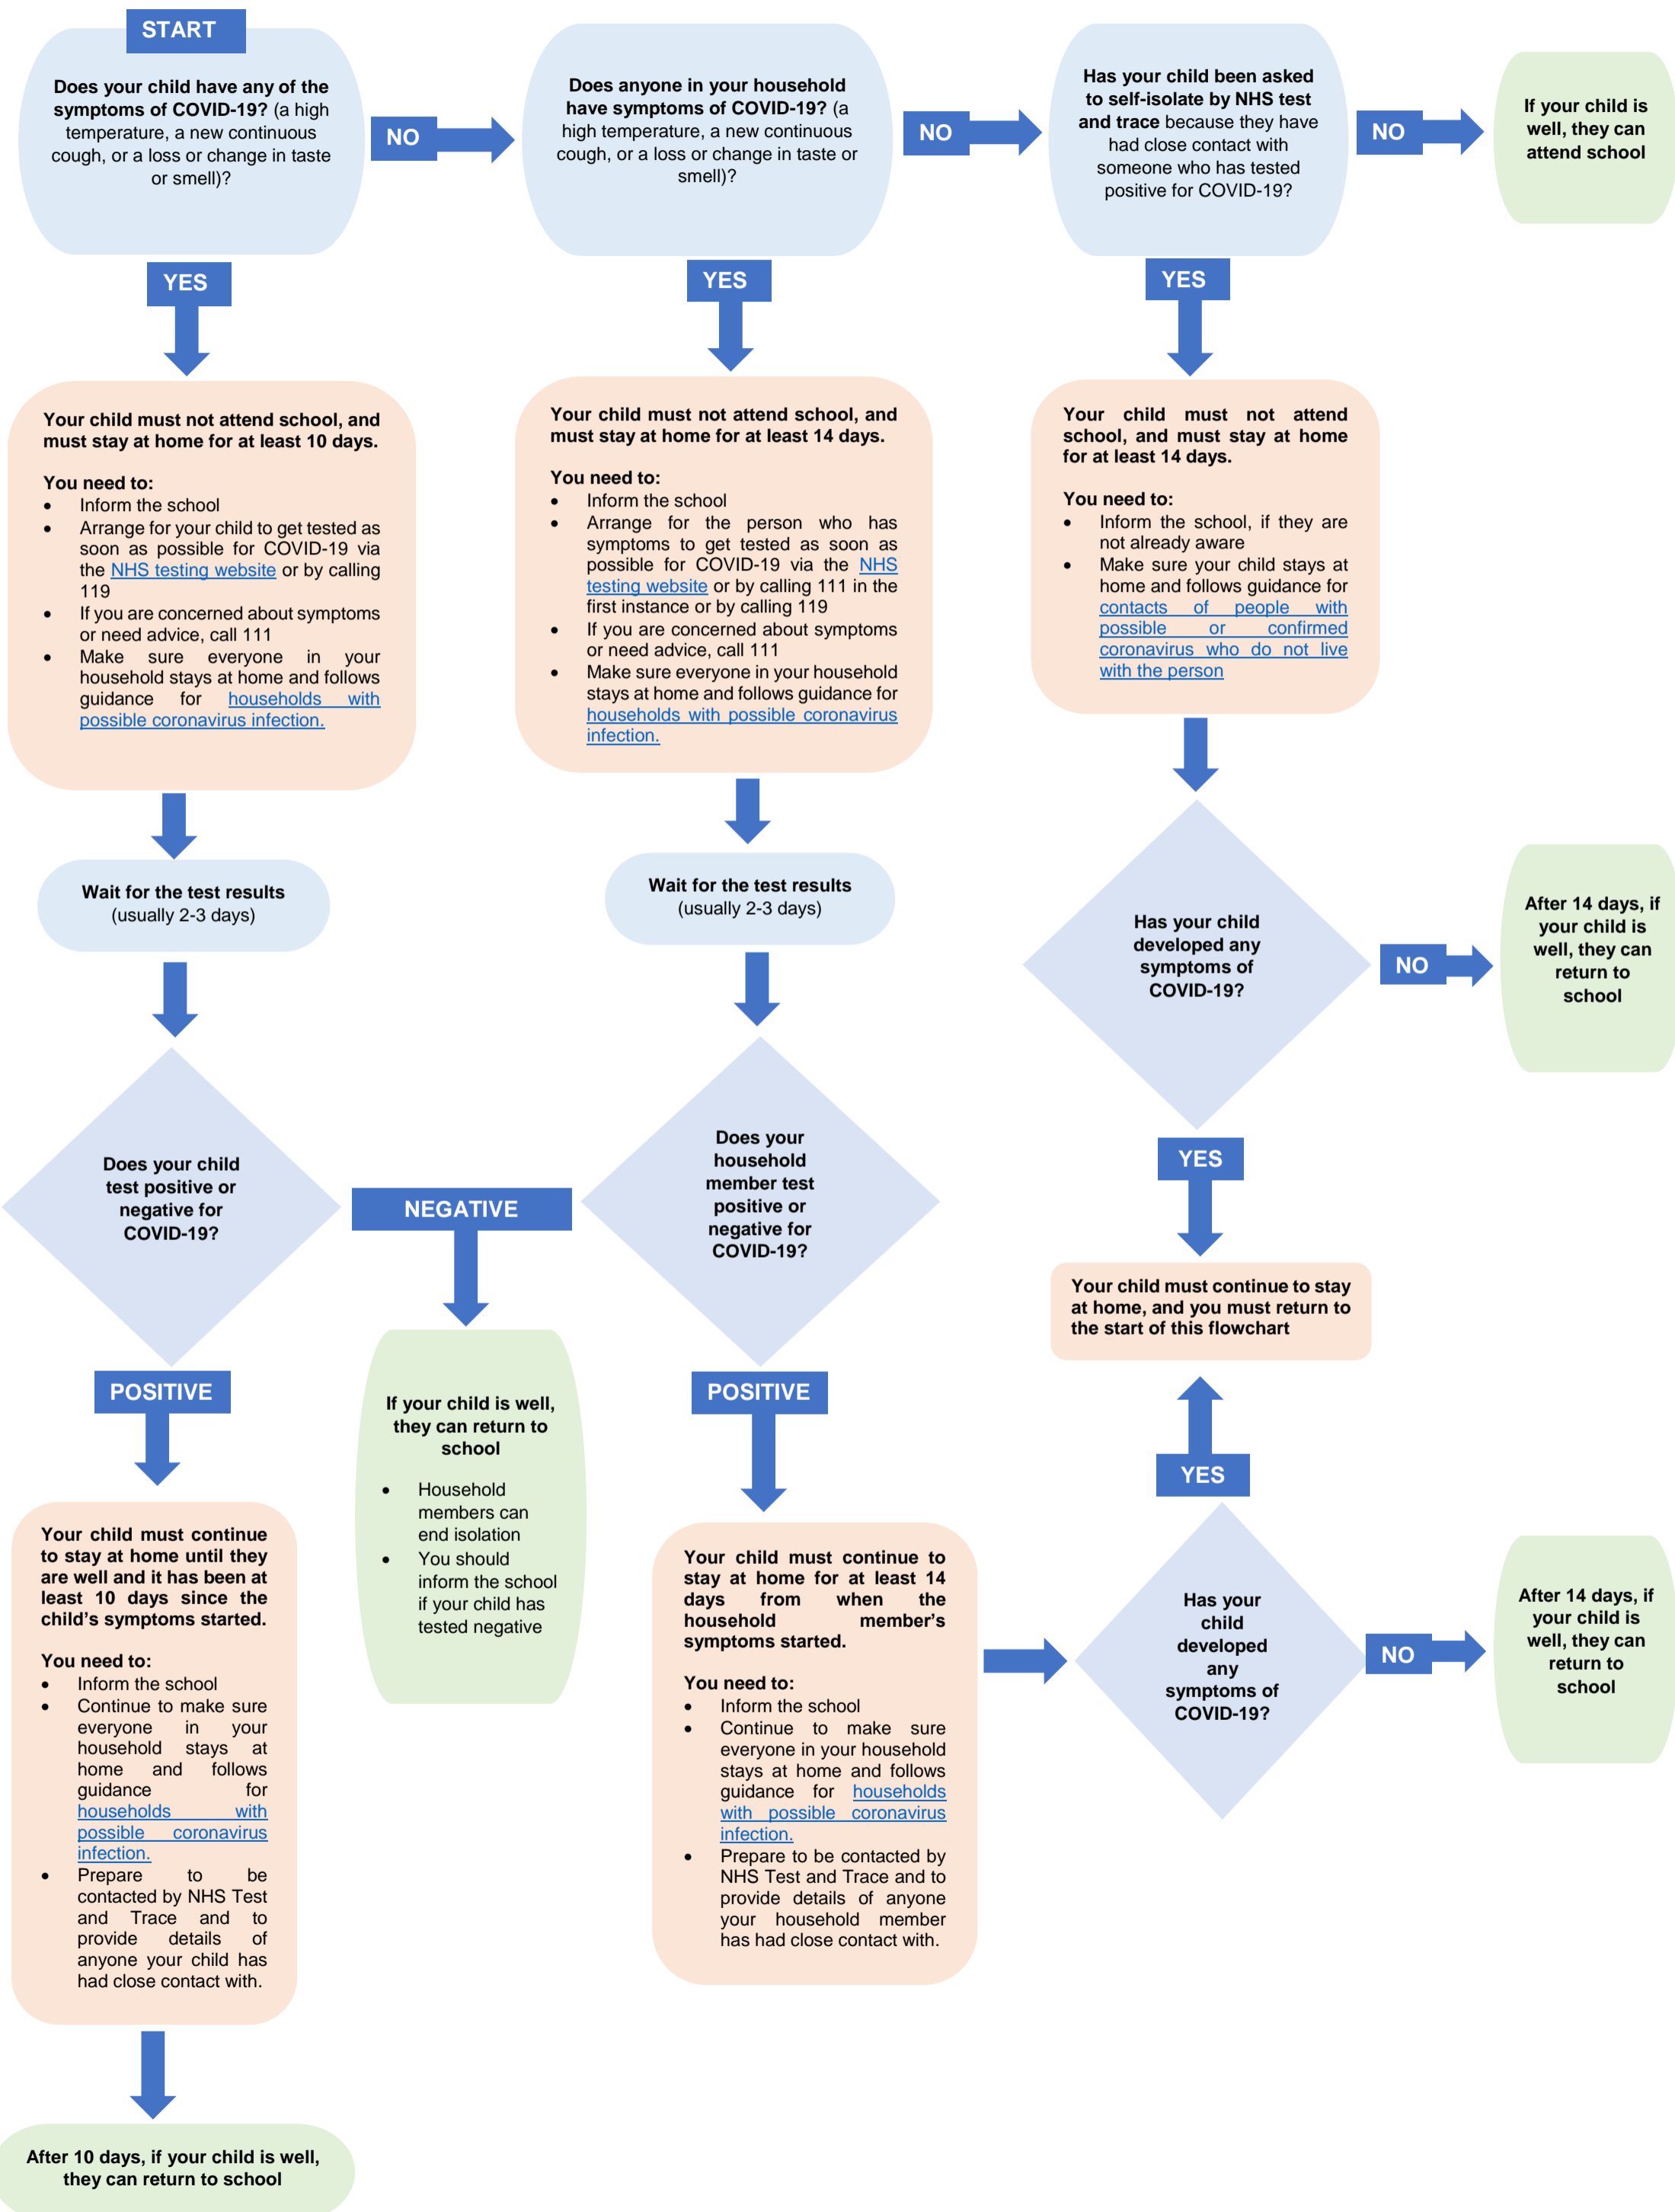 START
Does your child have any of the
symptoms of COVID-19? (a high
temperature, a new continuous
cough, or a loss or change in taste
or smell)?
NO
Does anyone in your household
have symptoms of COVID-19? (a
high temperature, a new continuous
cough, or a loss or change in taste or
smell)?
NO
Has your child been asked
to self-isolate by NHS test
and trace because they have
had close contact with
someone who has tested
positive for COVID-19?
NO
If your child is
well, they can
attend school
YES
YES
YES
Your child must not attend school, and
must stay at home for at least 10 days.
You need to:
• Inform the school
• Arrange for your child to get tested as
soon as possible for COVID-19 via
the NHS testing website or by calling
119
• If you are concerned about symptoms
or need advice, call 111
• Make sure everyone in your
household stays at home and follows
guidance for households with
possible coronavirus infection.
Your child must not attend school, and
must stay at home for at least 14 days.
You need to:
• Inform the school
• Arrange for the person who has
symptoms to get tested as soon as
possible for COVID-19 via the NHS
testing website or by calling 111 in the
first instance or by calling 119
• If you are concerned about symptoms
or need advice, call 111
• Make sure everyone in your household
stays at home and follows guidance for
households with possible coronavirus
infection.
Your child must not attend
school, and must stay at home
for at least 14 days.
You need to:
• Inform the school, if they are
not already aware
• Make sure your child stays at
home and follows guidance for
contacts of people with
possible or confirmed
coronavirus who do not live
with the person
Wait for the test results
(usually 2-3 days)
Wait for the test results
(usually 2-3 days)
Has your child
developed any
symptoms of
COVID-19?
NO
After 14 days, if
your child is
well, they can
return to
school
Does your child
test positive or
negative for
COVID-19?
NEGATIVE
Does your
household
member test
positive or
negative for
COVID-19?
YES
Your child must continue to stay
at home, and you must return to
the start of this flowchart
POSITIVE
If your child is well,
they can return to
school
• Household
members can
end isolation
• You should
inform the school
if your child has
tested negative
POSITIVE
YES
Your child must continue
to stay at home until they
are well and it has been at
least 10 days since the
child's symptoms started.
You need to:
• Inform the school
• Continue to make sure
everyone in your
household stays at
home and follows
guidance for
households with
possible coronavirus
infection.
• Prepare to be
contacted by NHS Test
and Trace and to
provide details of
anyone your child has
had close contact with.
Your child must continue to
stay at home for at least 14
days from when the
household member's
symptoms started.
You need to:
• Inform the school
• Continue to make sure
everyone in your household
stays at home and follows
guidance for households
with possible coronavirus
infection.
• Prepare to be contacted by
NHS Test and Trace and to
provide details of anyone
your household member
has had close contact with.
Has your
child
developed
any
symptoms of
COVID-19?
NO
After 14 days, if
your child is
well, they can
return to
school
After 10 days, if your child is well,
they can return to school